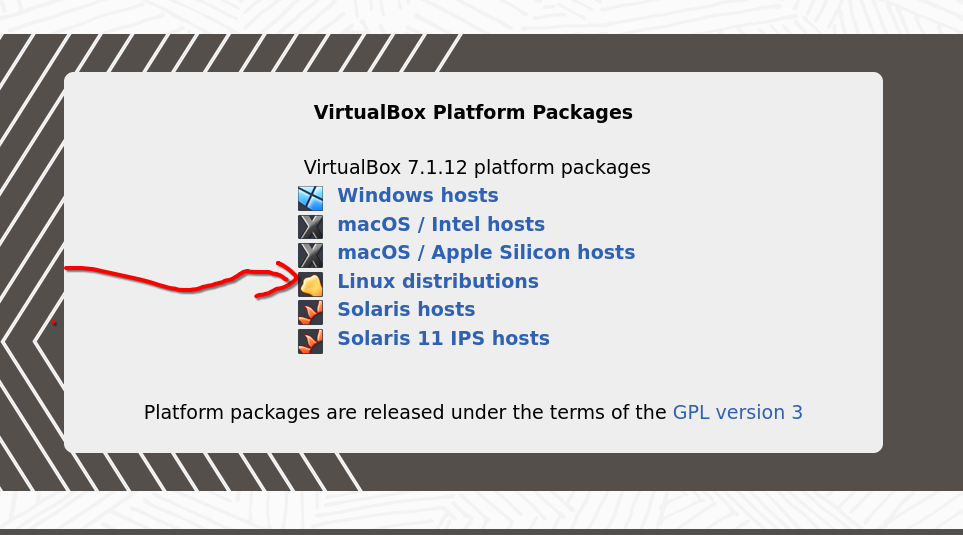 VirtualBox Platform Packages
VirtualBox 7.1.12 platform packages
Windows hosts
macOS / Intel hosts
macOS / Apple Silicon hosts
Linux distributions
Solaris hosts
Solaris 11 IPS hosts
Platform packages are released under the terms of the GPL version 3